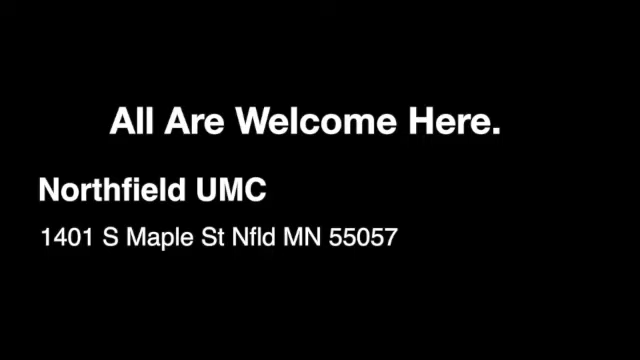 All Are Welcome Here.
Northfield UMC
1401 S Maple St Nfld MN 55057